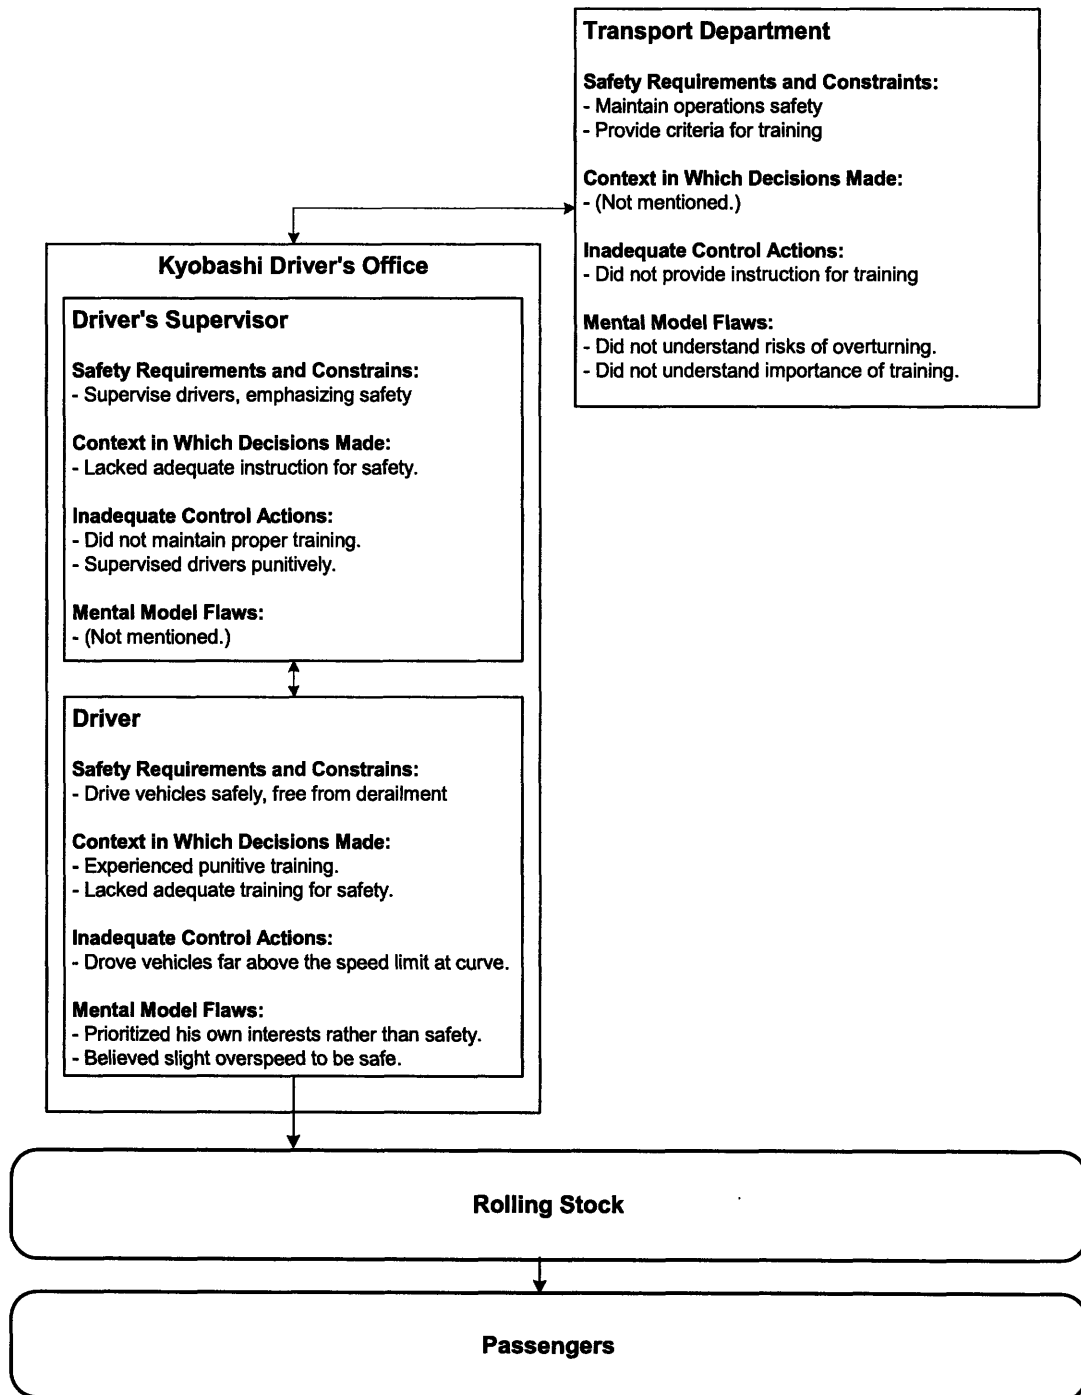 Transport Department
Safety Requirements and Constraints:
- Maintain operations safety
- Provide criteria for training
Context in Which Decisions Made:
- (Not mentioned.)
Inadequate Control Actions:
- Did not provide instruction for training
Mental Model Flaws:
- Did not understand risks of overturning.
- Did not understand importance of training.
Kyobashi Driver's Office
Driver's Supervisor
Safety Requirements and Constrains:
- Supervise drivers, emphasizing safety
Context in Which Decisions Made:
- Lacked adequate instruction for safety.
Inadequate Control Actions:
- Did not maintain proper training.
- Supervised drivers punitively.
Mental Model Flaws:
- (Not mentioned.)
Driver
Safety Requirements and Constrains:
- Drive vehicles safely, free from derailment
Context in Which Decisions Made:
- Experienced punitive training.
- Lacked adequate training for safety.
Inadequate Control Actions:
- Drove vehicles far above the speed limit at curve.
Mental Model Flaws:
- Prioritized his own interests rather than safety.
- Believed slight overspeed to be safe.
Rolling Stock
Passengers